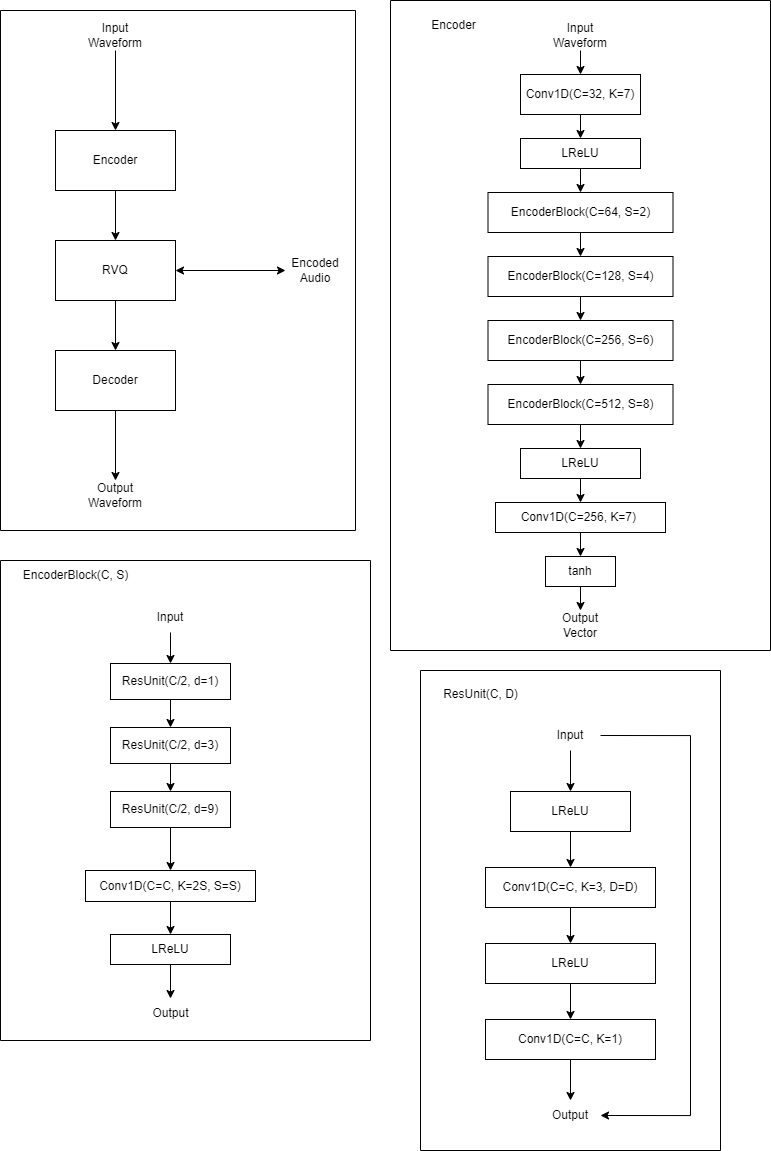 Input
Waveform
Encoder
RVQ
Encoded
Audio
Decoder
Output
Waveform
Encoder
Input
Waveform
Conv1D(C=32, K=7)
LReLU
EncoderBlock(C=64, S=2)
EncoderBlock(C=128, S=4)
EncoderBlock(C=256, S=6)
EncoderBlock(C=512, S=8)
LReLU
Conv1D(C=256, K=7)
tanh
Output
Vector
EncoderBlock(C, S)
Input
ResUnit(C/2, d=1)
ResUnit(C/2, d=3)
ResUnit(C/2, d=9)
Conv1D(C=C, K=2S, S=S)
LReLU
Output
ResUnit(C, D)
Input
LReLU
Conv1D(C=C, K=3, D=D)
LReLU
Conv1D(C=C, K=1)
Output